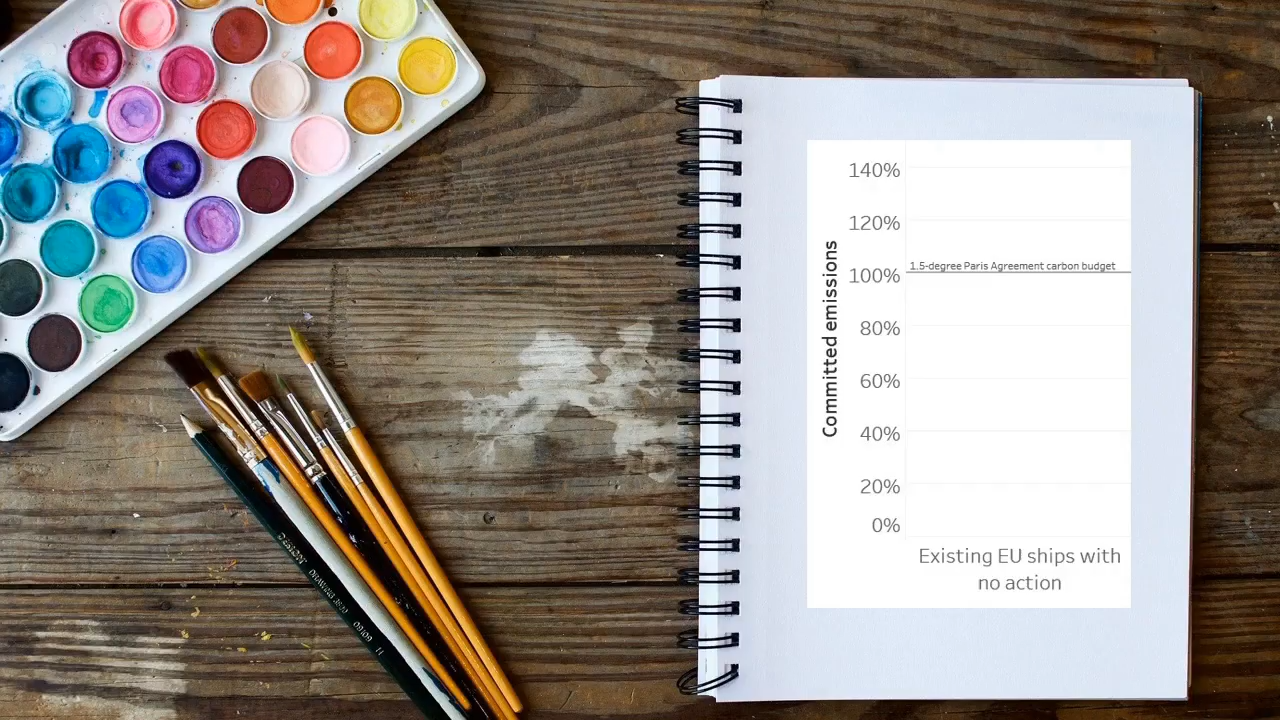 140%
120%
1.5-degree Paris Agreement carbon budget
100%
80%
60%
40%
20%
0%
Committed emissions
Existing EU ships with
no action
DRAWING